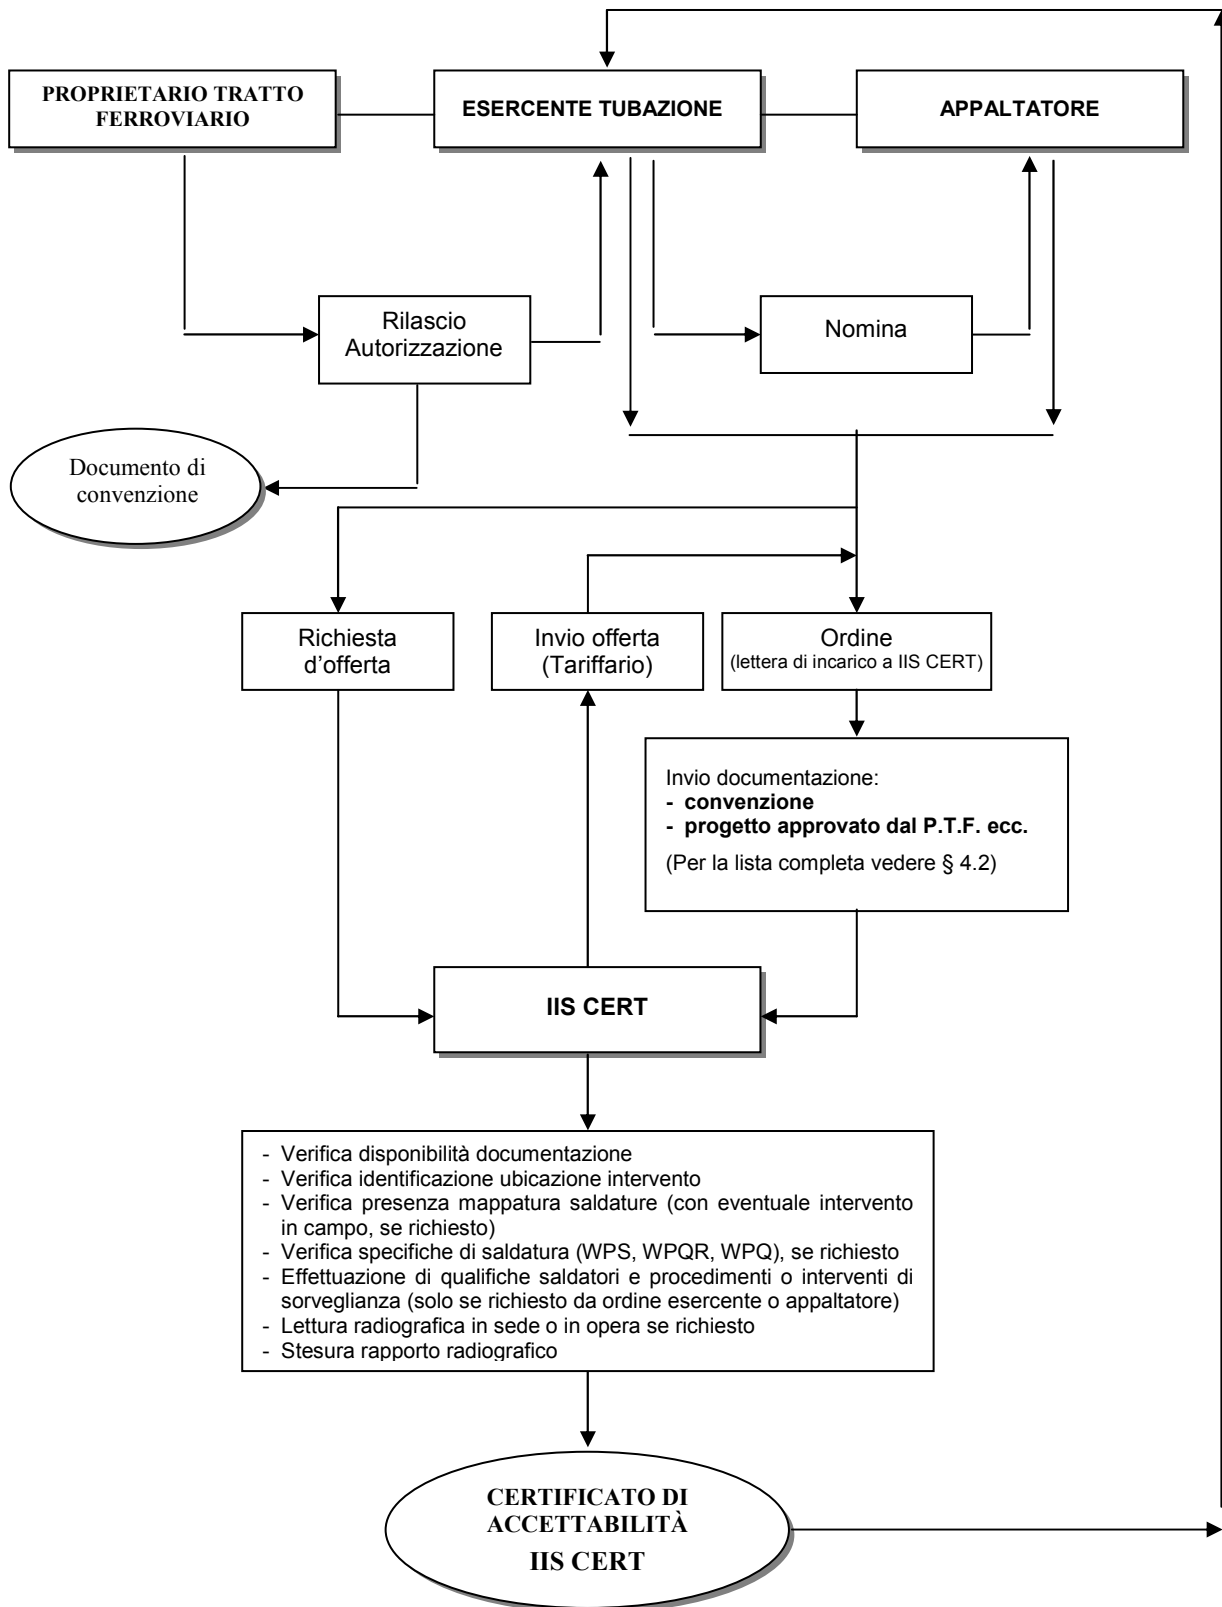 PROPRIETARIO TRATTO
FERROVIARIO
ESERCENTE TUBAZIONE
APPALTATORE
Rilascio
Autorizzazione
Nomina
Documento di
convenzione
Richiesta
d’offerta
Invio offerta
(Tariffario)
Ordine
(lettera di incarico a IIS CERT)
Invio documentazione:
- convenzione
- progetto approvato dal P.T.F. ecc.
(Per la lista completa vedere § 4.2)
IIS CERT
- Verifica disponibilità documentazione
- Verifica identificazione ubicazione intervento
- Verifica presenza mappatura saldature (con eventuale intervento
in campo, se richiesto)
- Verifica specifiche di saldatura (WPS, WPQR, WPQ), se richiesto
- Effettuazione di qualifiche saldatori e procedimenti o interventi di
sorveglianza (solo se richiesto da ordine esercente o appaltatore)
- Lettura radiografica in sede o in opera se richiesto
- Stesura rapporto radiografico
CERTIFICATO DI
ACCETTABILITÀ
IIS CERT